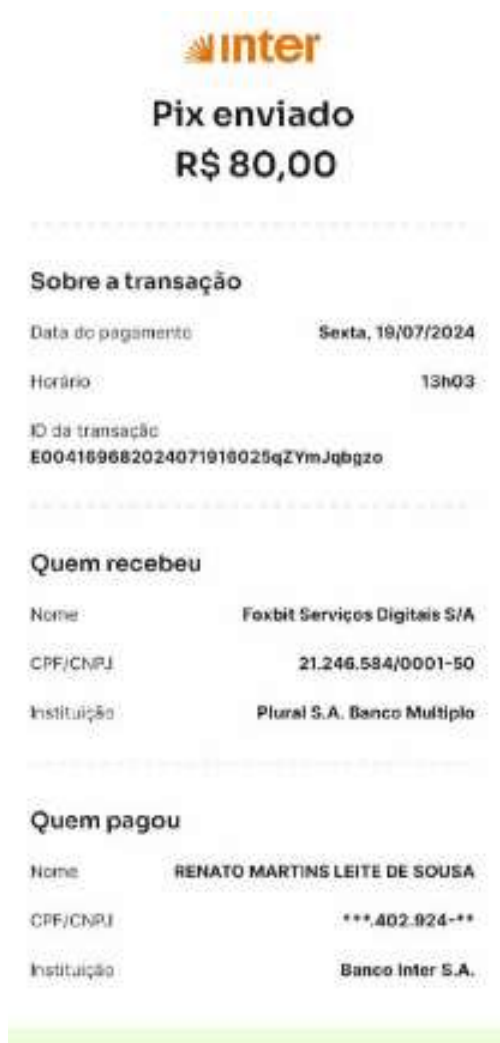 inter
Pix enviado
R$ 80,00
Sobre a transação
Data do pagamento Sexta, 19/07/2024
Horário 13h03
ID da transação
E004169682024071916025qZYmJqbgzo
Quem recebeu
Nome Foxbit Serviços Digitais S/A
CPF/CNPJ 21.246.584/0001-50
Instituição Plural S.A. Banco Multiplo
Quem pagou
Nome RENATO MARTINS LEITE DE SOUSA
CPF/CNPJ ***.402.924-**
Instituição Banco Inter S.A.